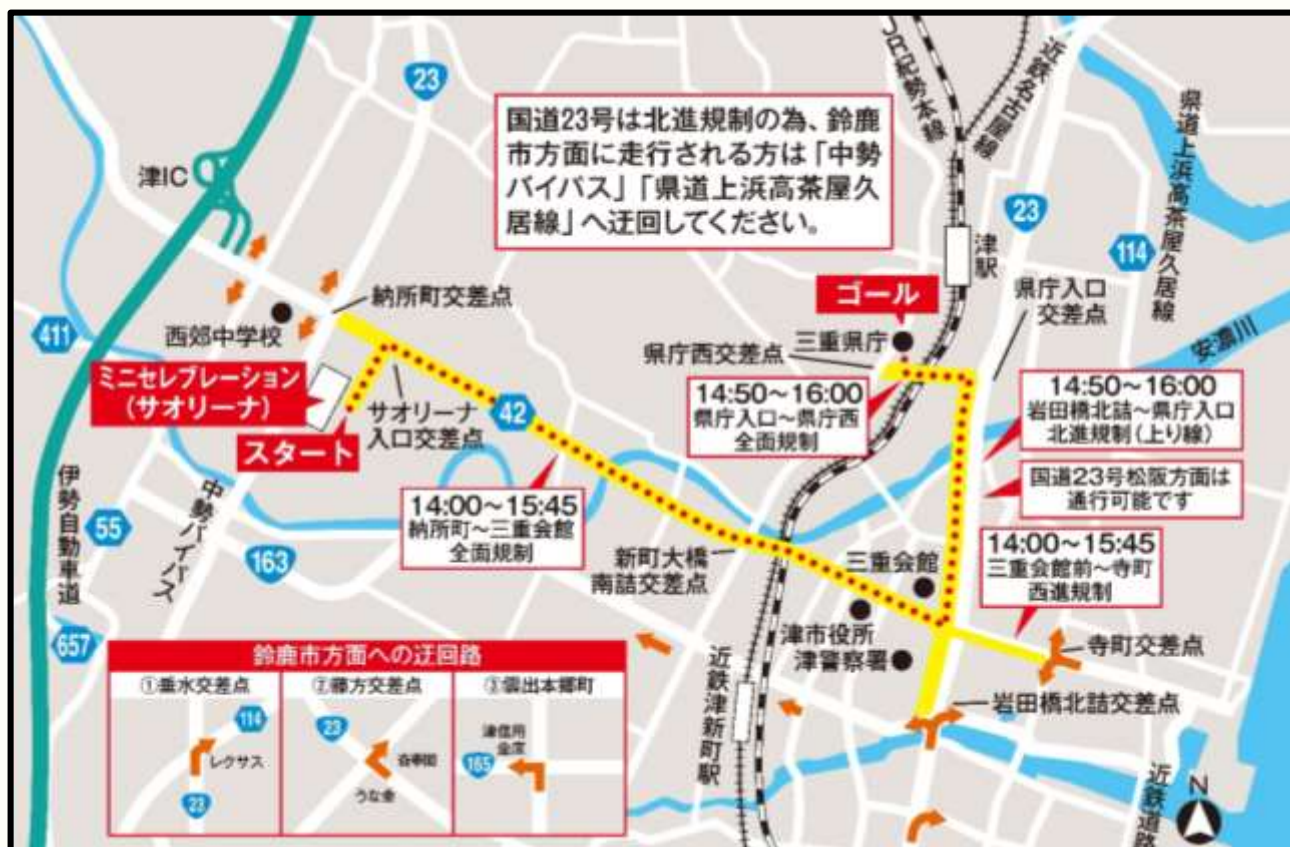 23
国道23号は北進規制の為、鈴鹿
市方面に走行される方は「中勢
バイパス」「県道上浜高茶屋久
居線」へ迂回してください。
近鉄名古屋線
県道上浜高茶屋久居線
津IC
23
114
津駅
ゴール
県庁入口
交差点
納所町交差点
三重県庁
安濃川
411
西郊中学校
県庁西交差点
ミニセレブレーション
(サオリーナ)
14:50~16:00
県庁入口~県庁西
全面規制
14:50~16:00
岩田橋北詰~県庁入口
北進規制(上り線)
サオリーナ
入口交差点
42
スタート
伊勢自動車道
中勢バイパス
国道23号松阪方面は
通行可能です
14:00~15:45
納所町~三重会館
全面規制
55
163
新町大橋
南詰交差点
三重会館
14:00~15:45
三重会館前~寺町
西進規制
657
津市役所
津警察署
寺町交差点
近鉄津新町駅
岩田橋北詰交差点
鈴鹿市方面への迂回路
①垂水交差点
②藤方交差点
③雲出本郷町
114
レクサス
23
23
うな忠
津信用
金庫
165
近鉄道路
N